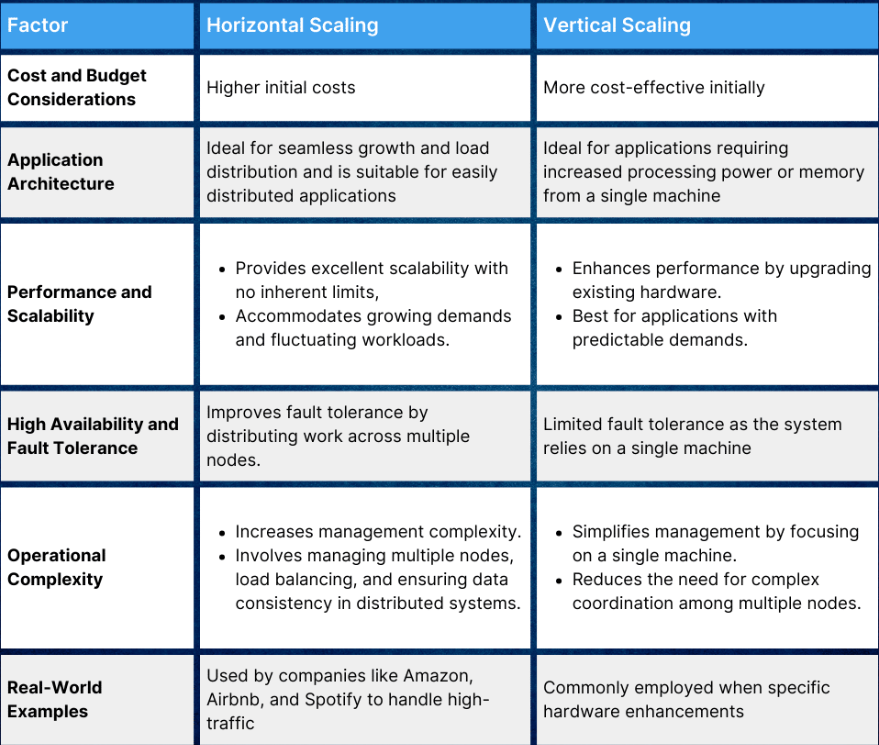 Factor
Horizontal Scaling
Vertical Scaling
Cost and Budget
Considerations
Higher initial costs
More cost-effective initially
Application
Architecture
Ideal for seamless growth and load
distribution and is suitable for easily
distributed applications
Ideal for applications requiring
increased processing power or memory
from a single machine
Performance and
Scalability
• Provides excellent scalability with
no inherent limits,
• Accommodates growing demands
and fluctuating workloads.
• Enhances performance by upgrading
existing hardware.
• Best for applications with
predictable demands.
High Availability and
Fault Tolerance
Improves fault tolerance by
distributing work across multiple
nodes.
Limited fault tolerance as the system
relies on a single machine
Operational
Complexity
• Increases management complexity.
• Involves managing multiple nodes,
load balancing, and ensuring data
consistency in distributed systems.
• Simplifies management by focusing
on a single machine.
• Reduces the need for complex
coordination among multiple nodes.
Real-World
Examples
Used by companies like Amazon,
Airbnb, and Spotify to handle high-
traffic
Commonly employed when specific
hardware enhancements